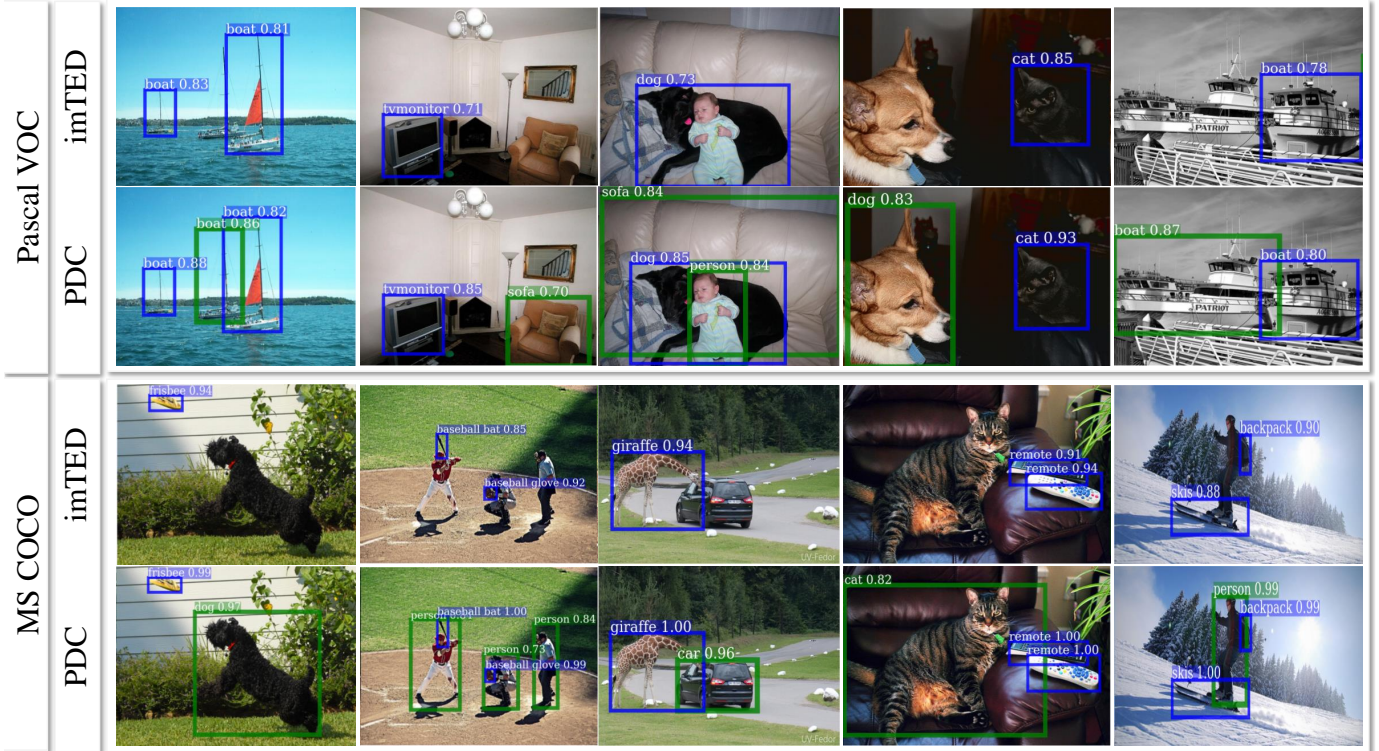 Pascal VOC
imTED
boat 0.83
boat 0.81
tvmonitor 0.71
dog 0.73
cat 0.85
boat 0.78
PATRIOT
PDC
boat 0.88
boat 0.86
boat 0.82
tvmonitor 0.85
sofa 0.70
sofa 0.84
dog 0.85
person 0.84
dog 0.83
cat 0.93
boat 0.87
boat 0.80
PATRIOT
MS COCO
imTED
frisbee 0.94
baseball bat 0.85
baseball glove 0.92
giraffe 0.94
UV-Fedor
remote 0.91
remote 0.94
backpack 0.90
skis 0.88
PDC
frisbee 0.99
dog 0.97
baseball bat 1.00
person 0.84
person 0.73
baseball glove 0.99
giraffe 1.00
car 0.96
UV-Fedor
cat 0.82
remote 1.00
remote 1.00
person 0.99
backpack 0.99
skis 1.00